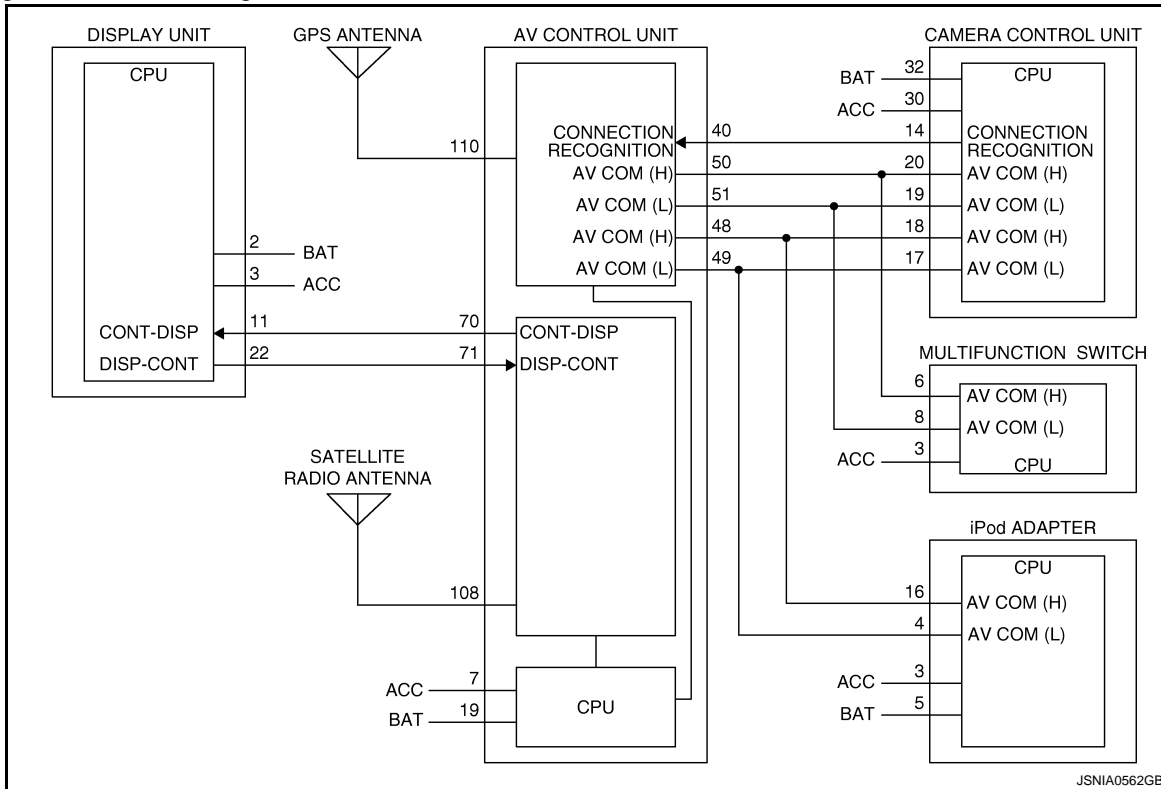 DISPLAY UNIT
CPU
2
BAT
3
ACC
CONT-DISP
11
DISP-CONT
22
GPS ANTENNA
110
SATELLITE
RADIO ANTENNA
108
AV CONTROL UNIT
CONNECTION
RECOGNITION
40
AV COM (H)
50
AV COM (L)
51
AV COM (H)
48
AV COM (L)
49
70
CONT-DISP
71
DISP-CONT
ACC
7
BAT
19
CPU
CAMERA CONTROL UNIT
CPU
BAT
32
ACC
30
14
CONNECTION
RECOGNITION
20
AV COM (H)
19
AV COM (L)
18
AV COM (H)
17
AV COM (L)
MULTIFUNCTION SWITCH
6
AV COM (H)
8
AV COM (L)
ACC
3
CPU
iPod ADAPTER
CPU
16
AV COM (H)
4
AV COM (L)
ACC
3
BAT
5
JSNIA0562GB